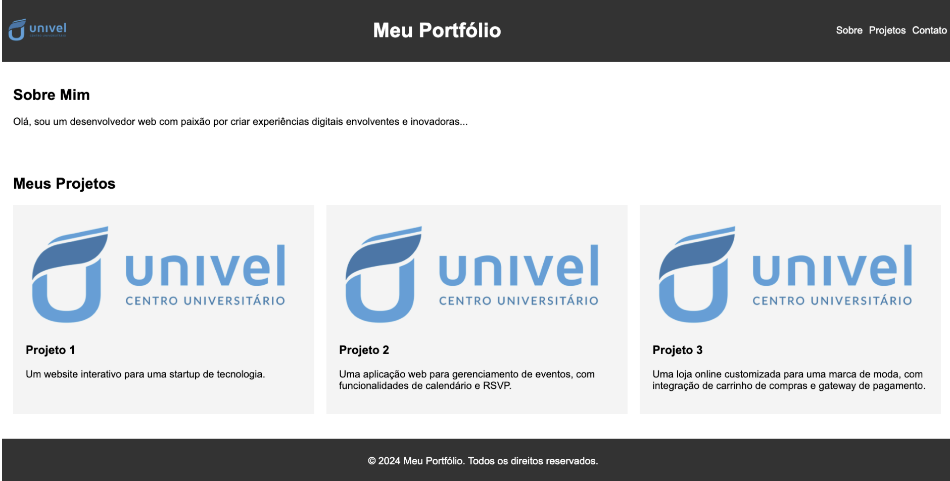 univel
CENTRO UNIVERSITÁRIO
Meu Portfólio
Sobre Projetos Contato
Sobre Mim
Olá, sou um desenvolvedor web com paixão por criar experiências digitais envolventes e inovadoras...
Meus Projetos
univel
CENTRO UNIVERSITÁRIO
Projeto 1
Um website interativo para uma startup de tecnologia.
univel
CENTRO UNIVERSITÁRIO
Projeto 2
Uma aplicação web para gerenciamento de eventos, com
funcionalidades de calendário e RSVP.
univel
CENTRO UNIVERSITÁRIO
Projeto 3
Uma loja online customizada para uma marca de moda, com
integração de carrinho de compras e gateway de pagamento.
© 2024 Meu Portfólio. Todos os direitos reservados.